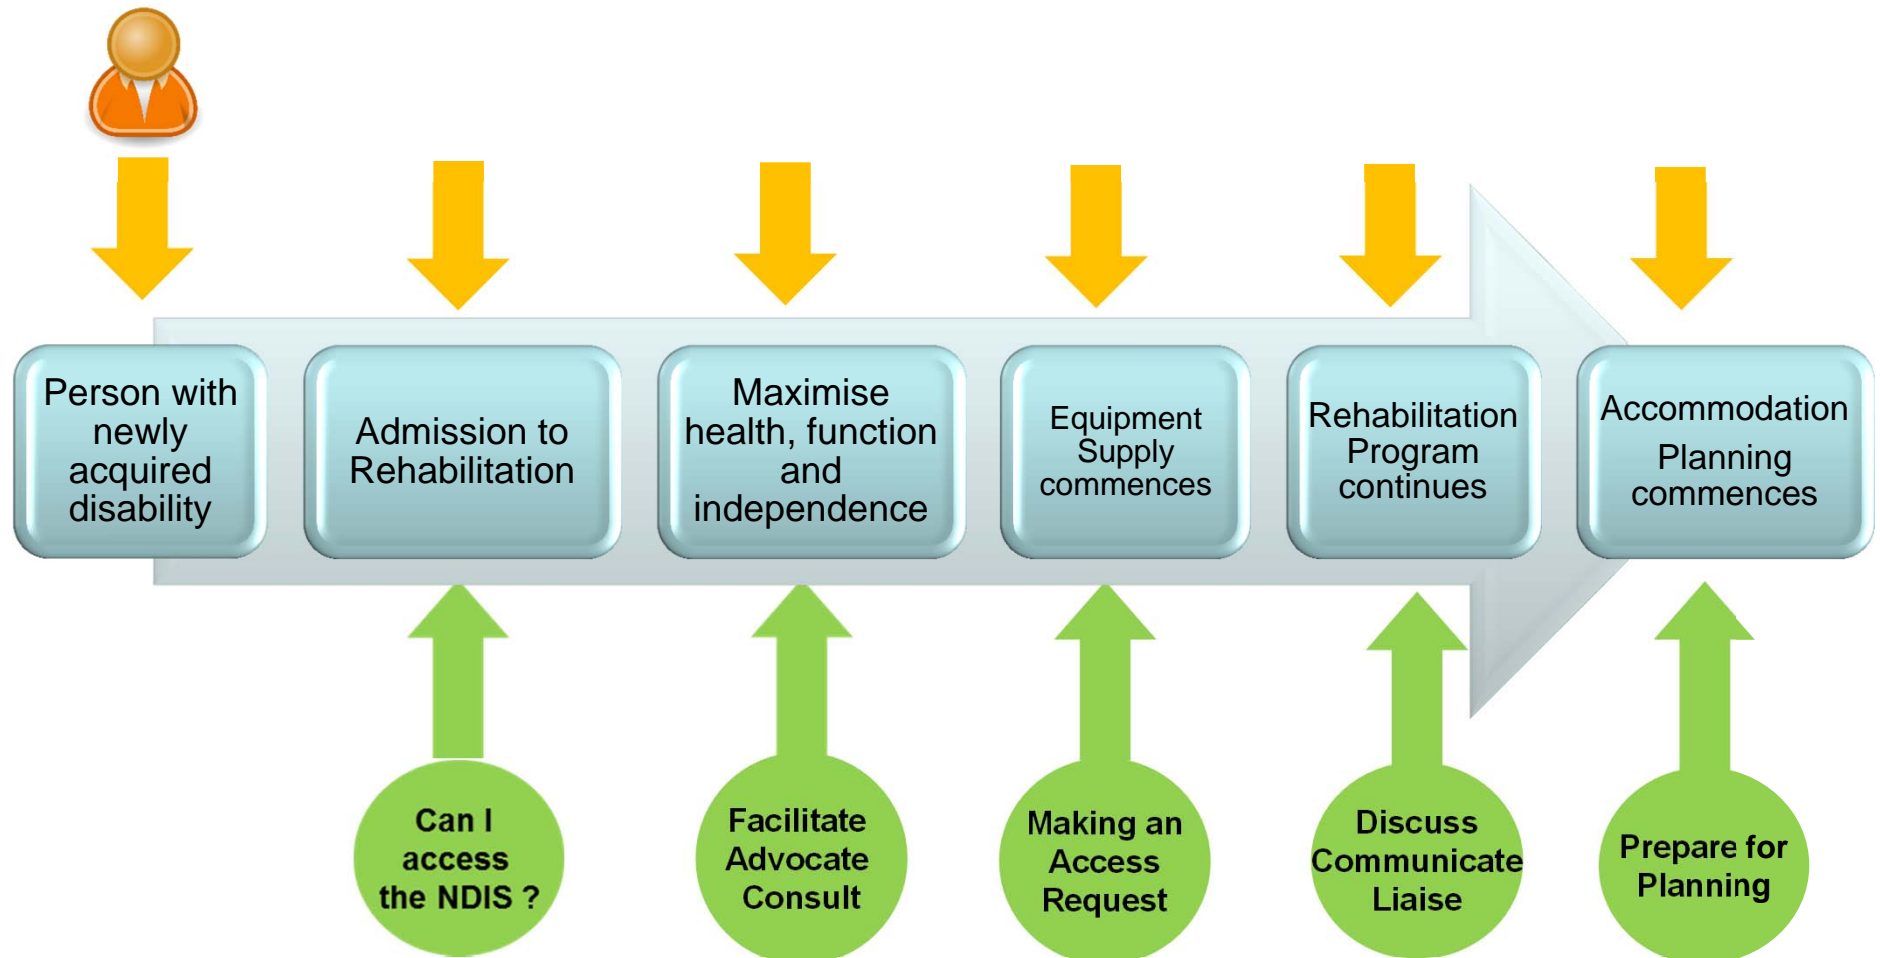 Person with
newly
acquired
disability
Admission to
Rehabilitation
Maximise
health, function
and
independence
Equipment
Supply
commences
Rehabilitation
Program
continues
Accommodation
Planning
commences
Can I
access
the NDIS ?
Facilitate
Advocate
Consult
Making an
Access
Request
Discuss
Communicate
Liaise
Prepare for
Planning